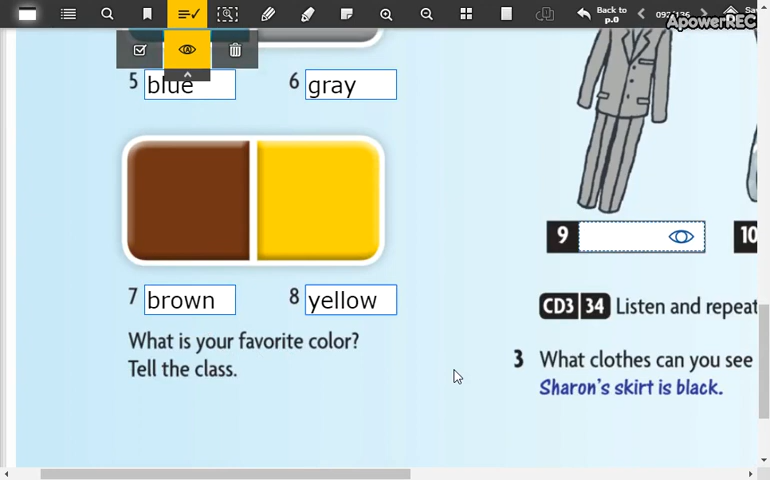 Back to
p.0
ApowerREC
5 blue
6 gray
7 brown
8 yellow
What is your favorite color?
Tell the class.
9
10
CD3 34 Listen and repeat
3 What clothes can you see
Sharon's skirt is black.